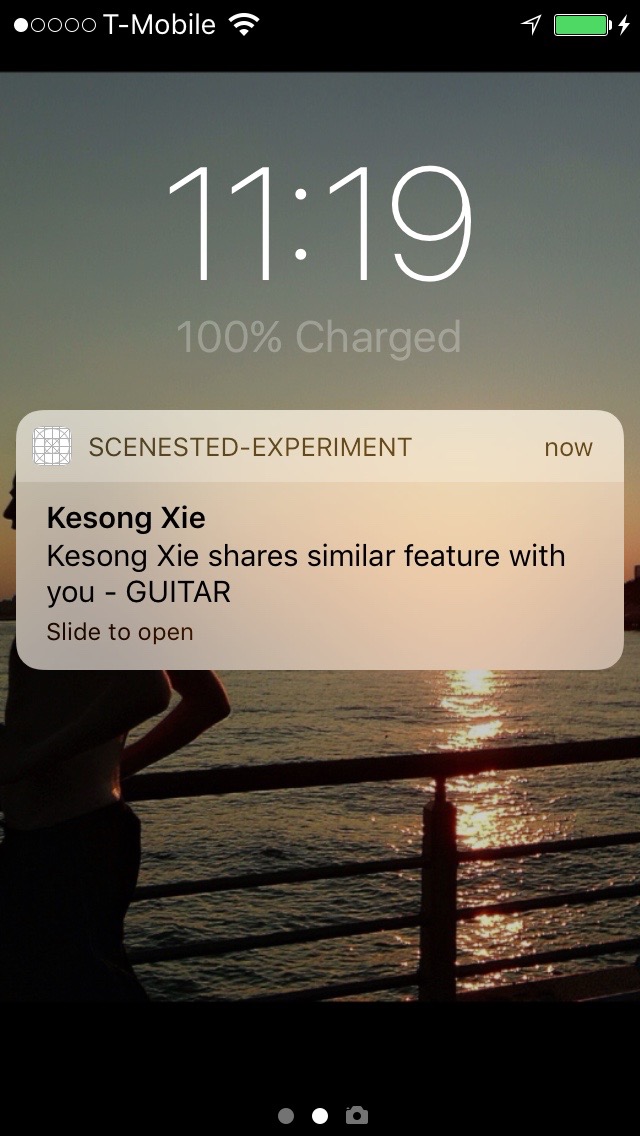 T-Mobile
11:19
100% Charged
SCENESTED-EXPERIMENT now
Kesong Xie
Kesong Xie shares similar feature with
you - GUITAR
Slide to open